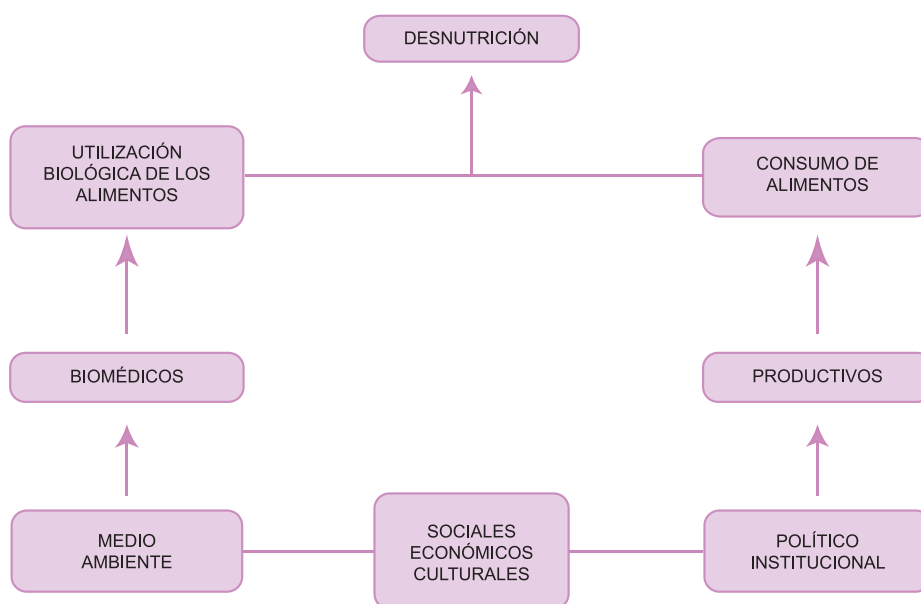 DESNUTRICIÓN
UTILIZACIÓN
BIOLÓGICA DE LOS
ALIMENTOS
CONSUMO DE
ALIMENTOS
BIOMÉDICOS
PRODUCTIVOS
MEDIO
AMBIENTE
SOCIALES
ECONÓMICOS
CULTURALES
POLÍTICO
INSTITUCIONAL